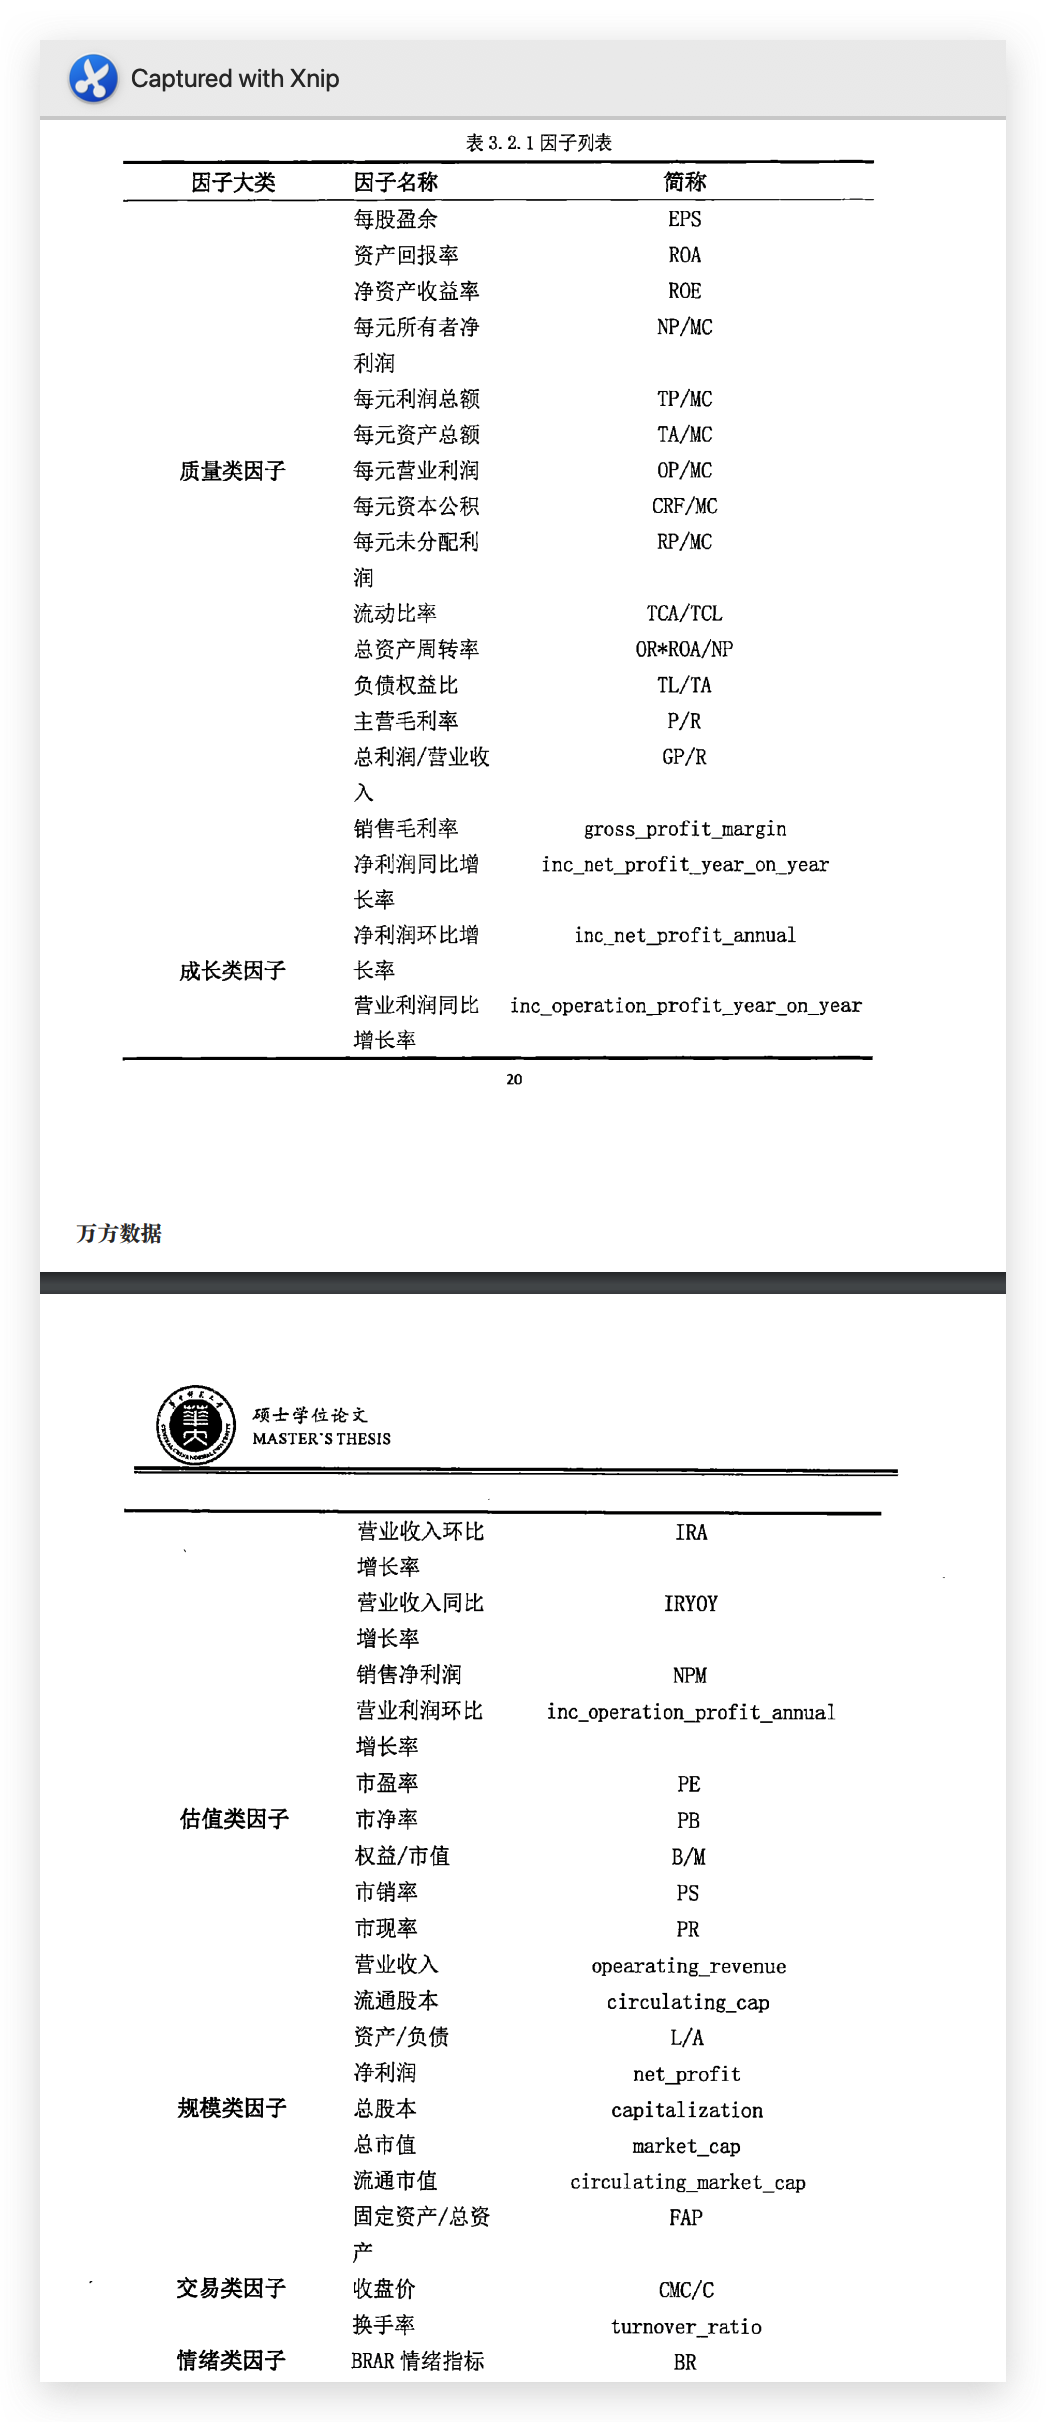 Captured with Xnip
表 3.2.1 因子列表
因子大类 因子名称 简称
每股盈余 EPS
资产回报率 ROA
净资产收益率 ROE
每元所有者净 NP/MC
利润
每元利润总额 TP/MC
每元资产总额 TA/MC
质量类因子 每元营业利润 OP/MC
每元资本公积 CRF/MC
每元未分配利 RP/MC
润
流动比率 TCA/TCL
总资产周转率 OR*ROA/NP
负债权益比 TL/TA
主营毛利率 P/R
总利润/营业收 GP/R
入
销售毛利率 gross_profit_margin
净利润同比增 inc_net_profit_year_on_year
长率
净利润环比增 inc_net_profit_annual
成长类因子 长率
营业利润同比 inc_operation_profit_year_on_year
增长率
20
万方数据
硕士学位论文
MASTER'S THESIS
营业收入环比 IRA
增长率
营业收入同比 IRYOY
增长率
销售净利润 NPM
营业利润环比 inc_operation_profit_annual
增长率
市盈率 PE
估值类因子 市净率 PB
权益/市值 B/M
市销率 PS
市现率 PR
营业收入 opearating_revenue
流通股本 circulating_cap
资产/负债 L/A
净利润 net_profit
规模类因子 总股本 capitalization
总市值 market_cap
流通市值 circulating_market_cap
固定资产/总资 FAP
产
交易类因子 收盘价 CMC/C
换手率 turnover_ratio
情绪类因子 BRAR 情绪指标 BR